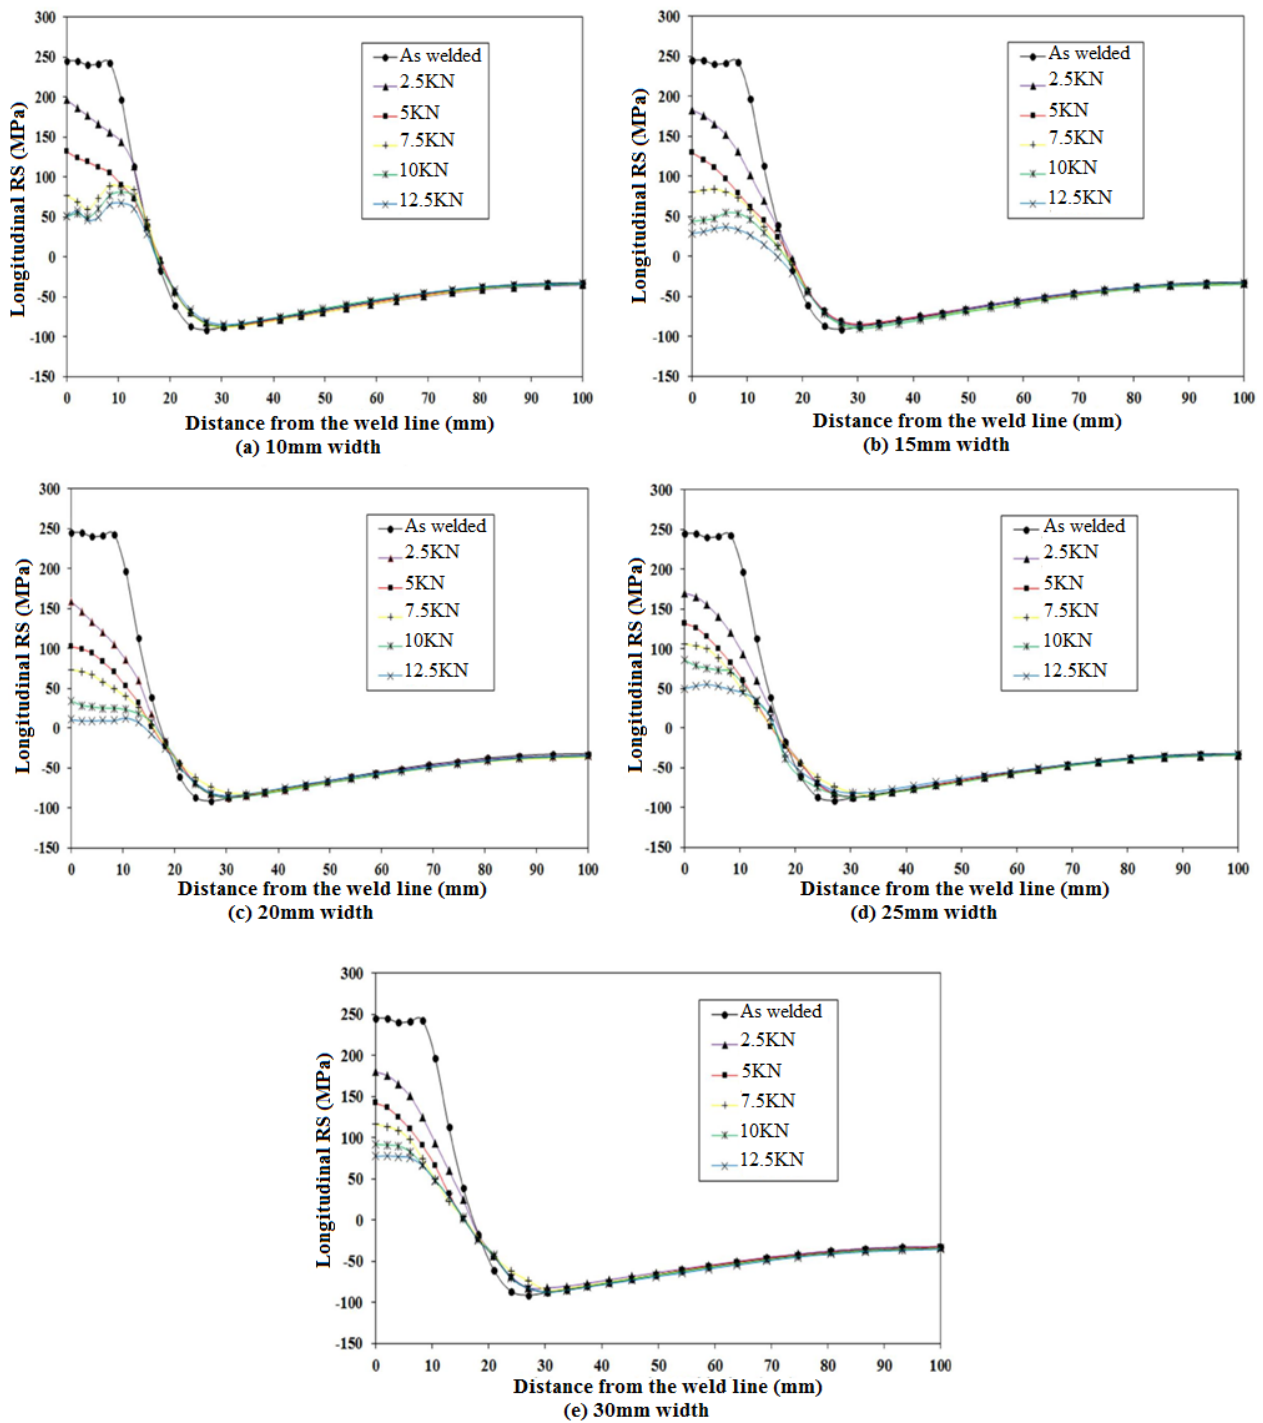 300
250
200
150
100
50
0
-50
-100
-150
Longitudinal RS (MPa)
As welded
2.5KN
5KN
7.5KN
10KN
12.5KN
0 10 20 30 40 50 60 70 80 90 100
Distance from the weld line (mm)
(a) 10mm width
300
250
200
150
100
50
0
-50
-100
-150
Longitudinal RS (MPa)
As welded
2.5KN
5KN
7.5KN
10KN
12.5KN
0 10 20 30 40 50 60 70 80 90 100
Distance from the weld line (mm)
(b) 15mm width
300
250
200
150
100
50
0
-50
-100
-150
Longitudinal RS (MPa)
As welded
2.5KN
5KN
7.5KN
10KN
12.5KN
0 10 20 30 40 50 60 70 80 90 100
Distance from the weld line (mm)
(c) 20mm width
300
250
200
150
100
50
0
-50
-100
-150
Longitudinal RS (MPa)
As welded
2.5KN
5KN
7.5KN
10KN
12.5KN
0 10 20 30 40 50 60 70 80 90 100
Distance from the weld line (mm)
(d) 25mm width
300
250
200
150
100
50
0
-50
-100
-150
Longitudinal RS (MPa)
As welded
2.5KN
5KN
7.5KN
10KN
12.5KN
0 10 20 30 40 50 60 70 80 90 100
Distance from the weld line (mm)
(e) 30mm width